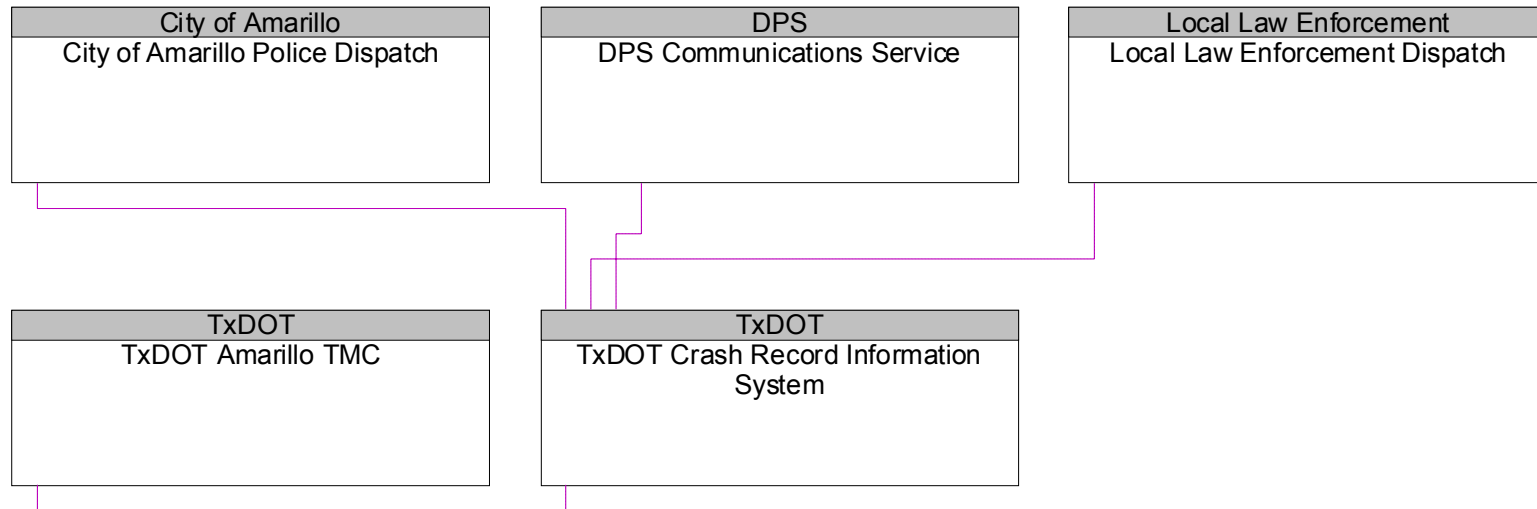 City of Amarillo
City of Amarillo Police Dispatch
DPS
DPS Communications Service
Local Law Enforcement
Local Law Enforcement Dispatch
TxDOT
TxDOT Amarillo TMC
TxDOT
TxDOT Crash Record Information
System